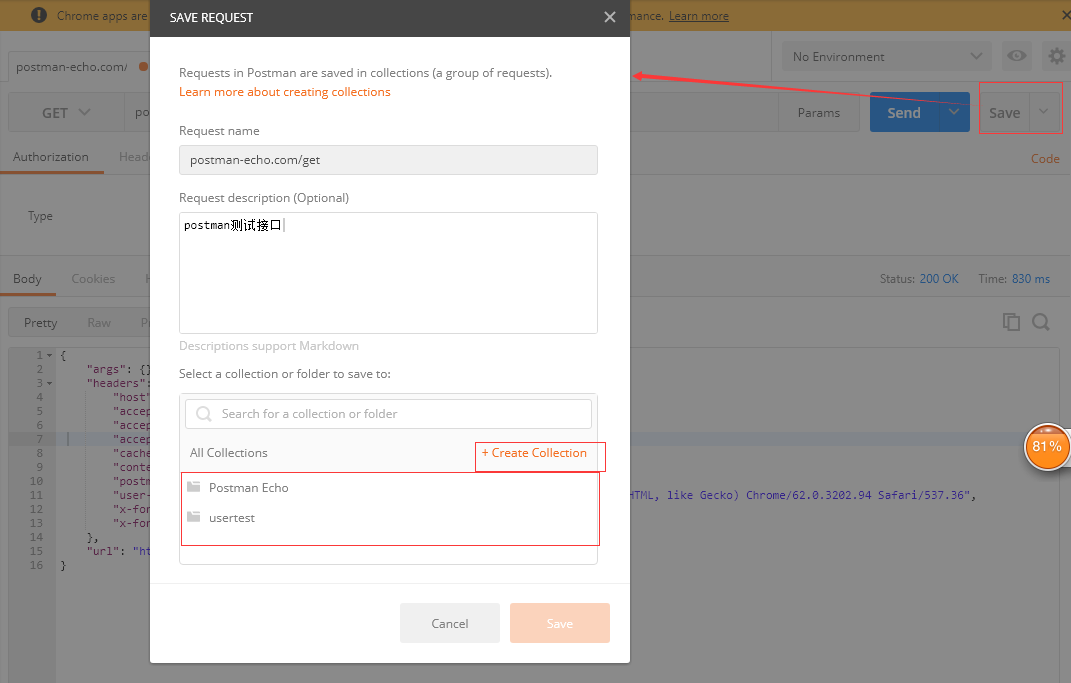 Chrome apps are
nance. Learn more
SAVE REQUEST
postman-echo.com/
No Environment
GET
po
Params
Send
Save
Authorization
Head
Code
Type
Body
Cookies
H
Status: 200 OK
Time: 830 ms
Pretty
Raw
Pr
Requests in Postman are saved in collections (a group of requests).
Learn more about creating collections
Request name
postman-echo.com/get
Request description (Optional)
postman测试接口
Descriptions support Markdown
Select a collection or folder to save to:
Search for a collection or folder
All Collections
+ Create Collection
Postman Echo
usertest
Cancel
Save
1 {
2 "args": {}
3 "headers":
4 "host"
5 "accep
6 "accep
7 "accep
8 "cache
9 "conte
10 "postm
11 "user- HTML, like Gecko) Chrome/62.0.3202.94 Safari/537.36",
12 "x-for
13 "x-for
14 },
15 "url": "ht
16 }
81%